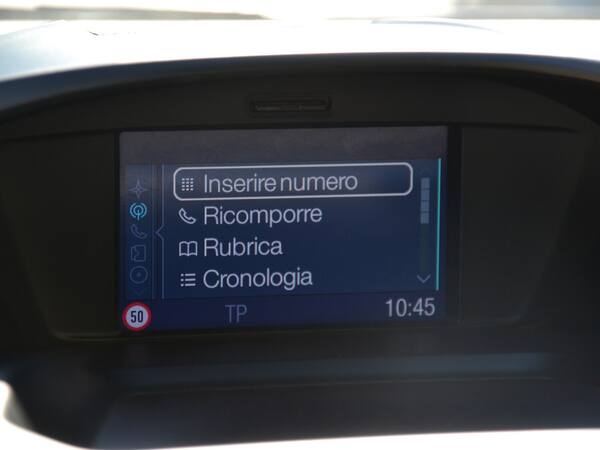 Inserire numero
Ricomporre
Rubrica
Cronologia
50 TP 10:45